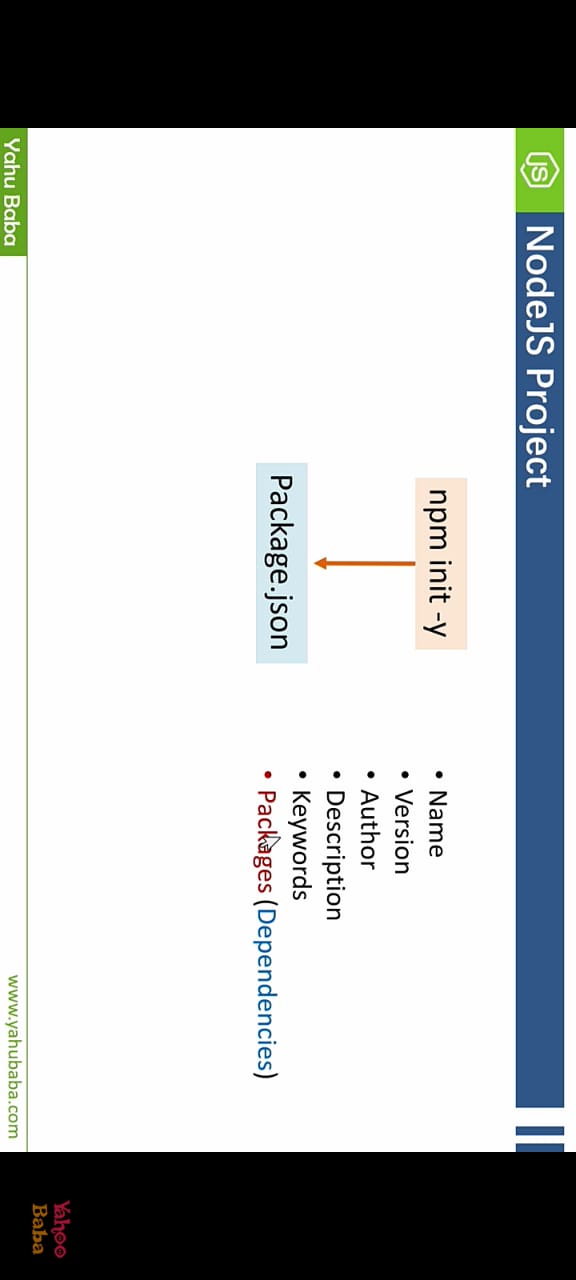 JS
NodeJS Project
npm init -y
Package.json
• Name
• Version
• Author
• Description
• Keywords
• Packages (Dependencies)
Yahu Baba
www.yahubaba.com
Yahoo
Baba